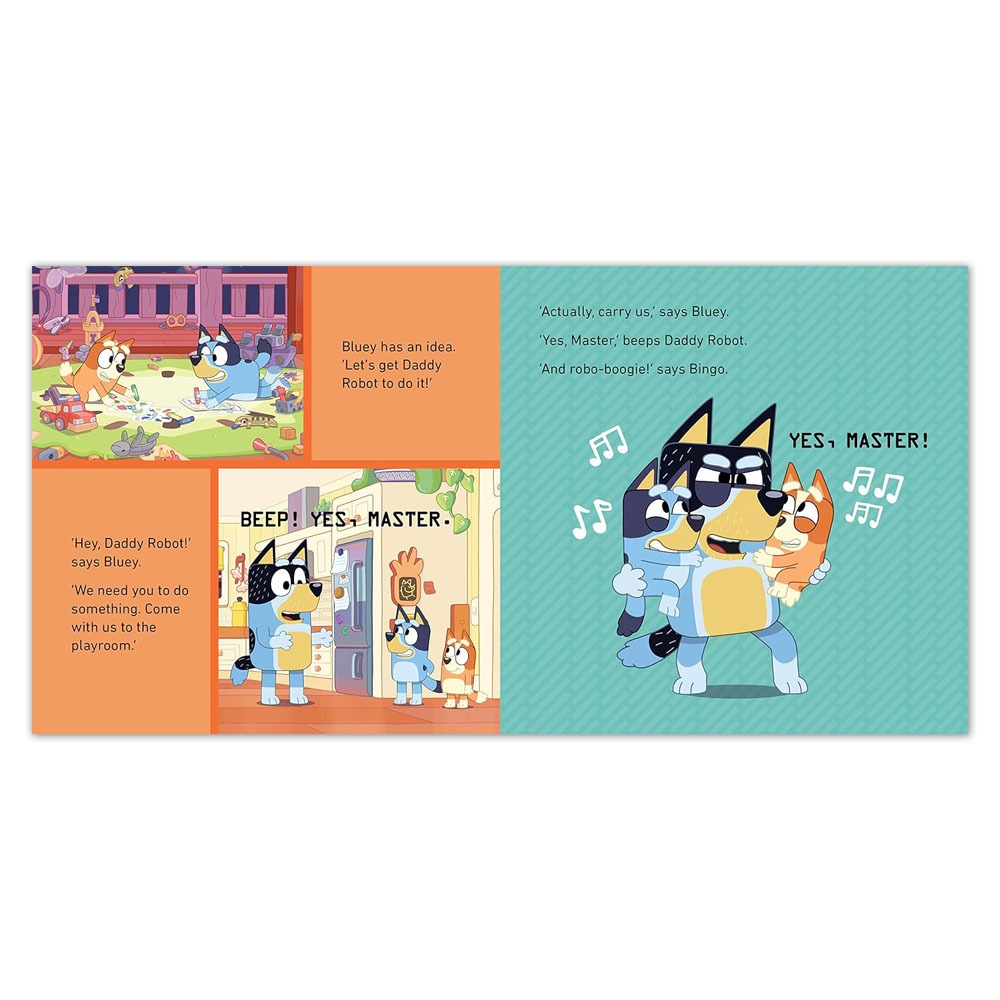 Bluey has an idea.
‘Let’s get Daddy
Robot to do it!’
‘Hey, Daddy Robot!’
says Bluey.
‘We need you to do
something. Come
with us to the
playroom.’
BEEP! YES, MASTER.
‘Actually, carry us,’ says Bluey.
‘Yes, Master,’ beeps Daddy Robot.
‘And robo-boogie!’ says Bingo.
YES, MASTER!